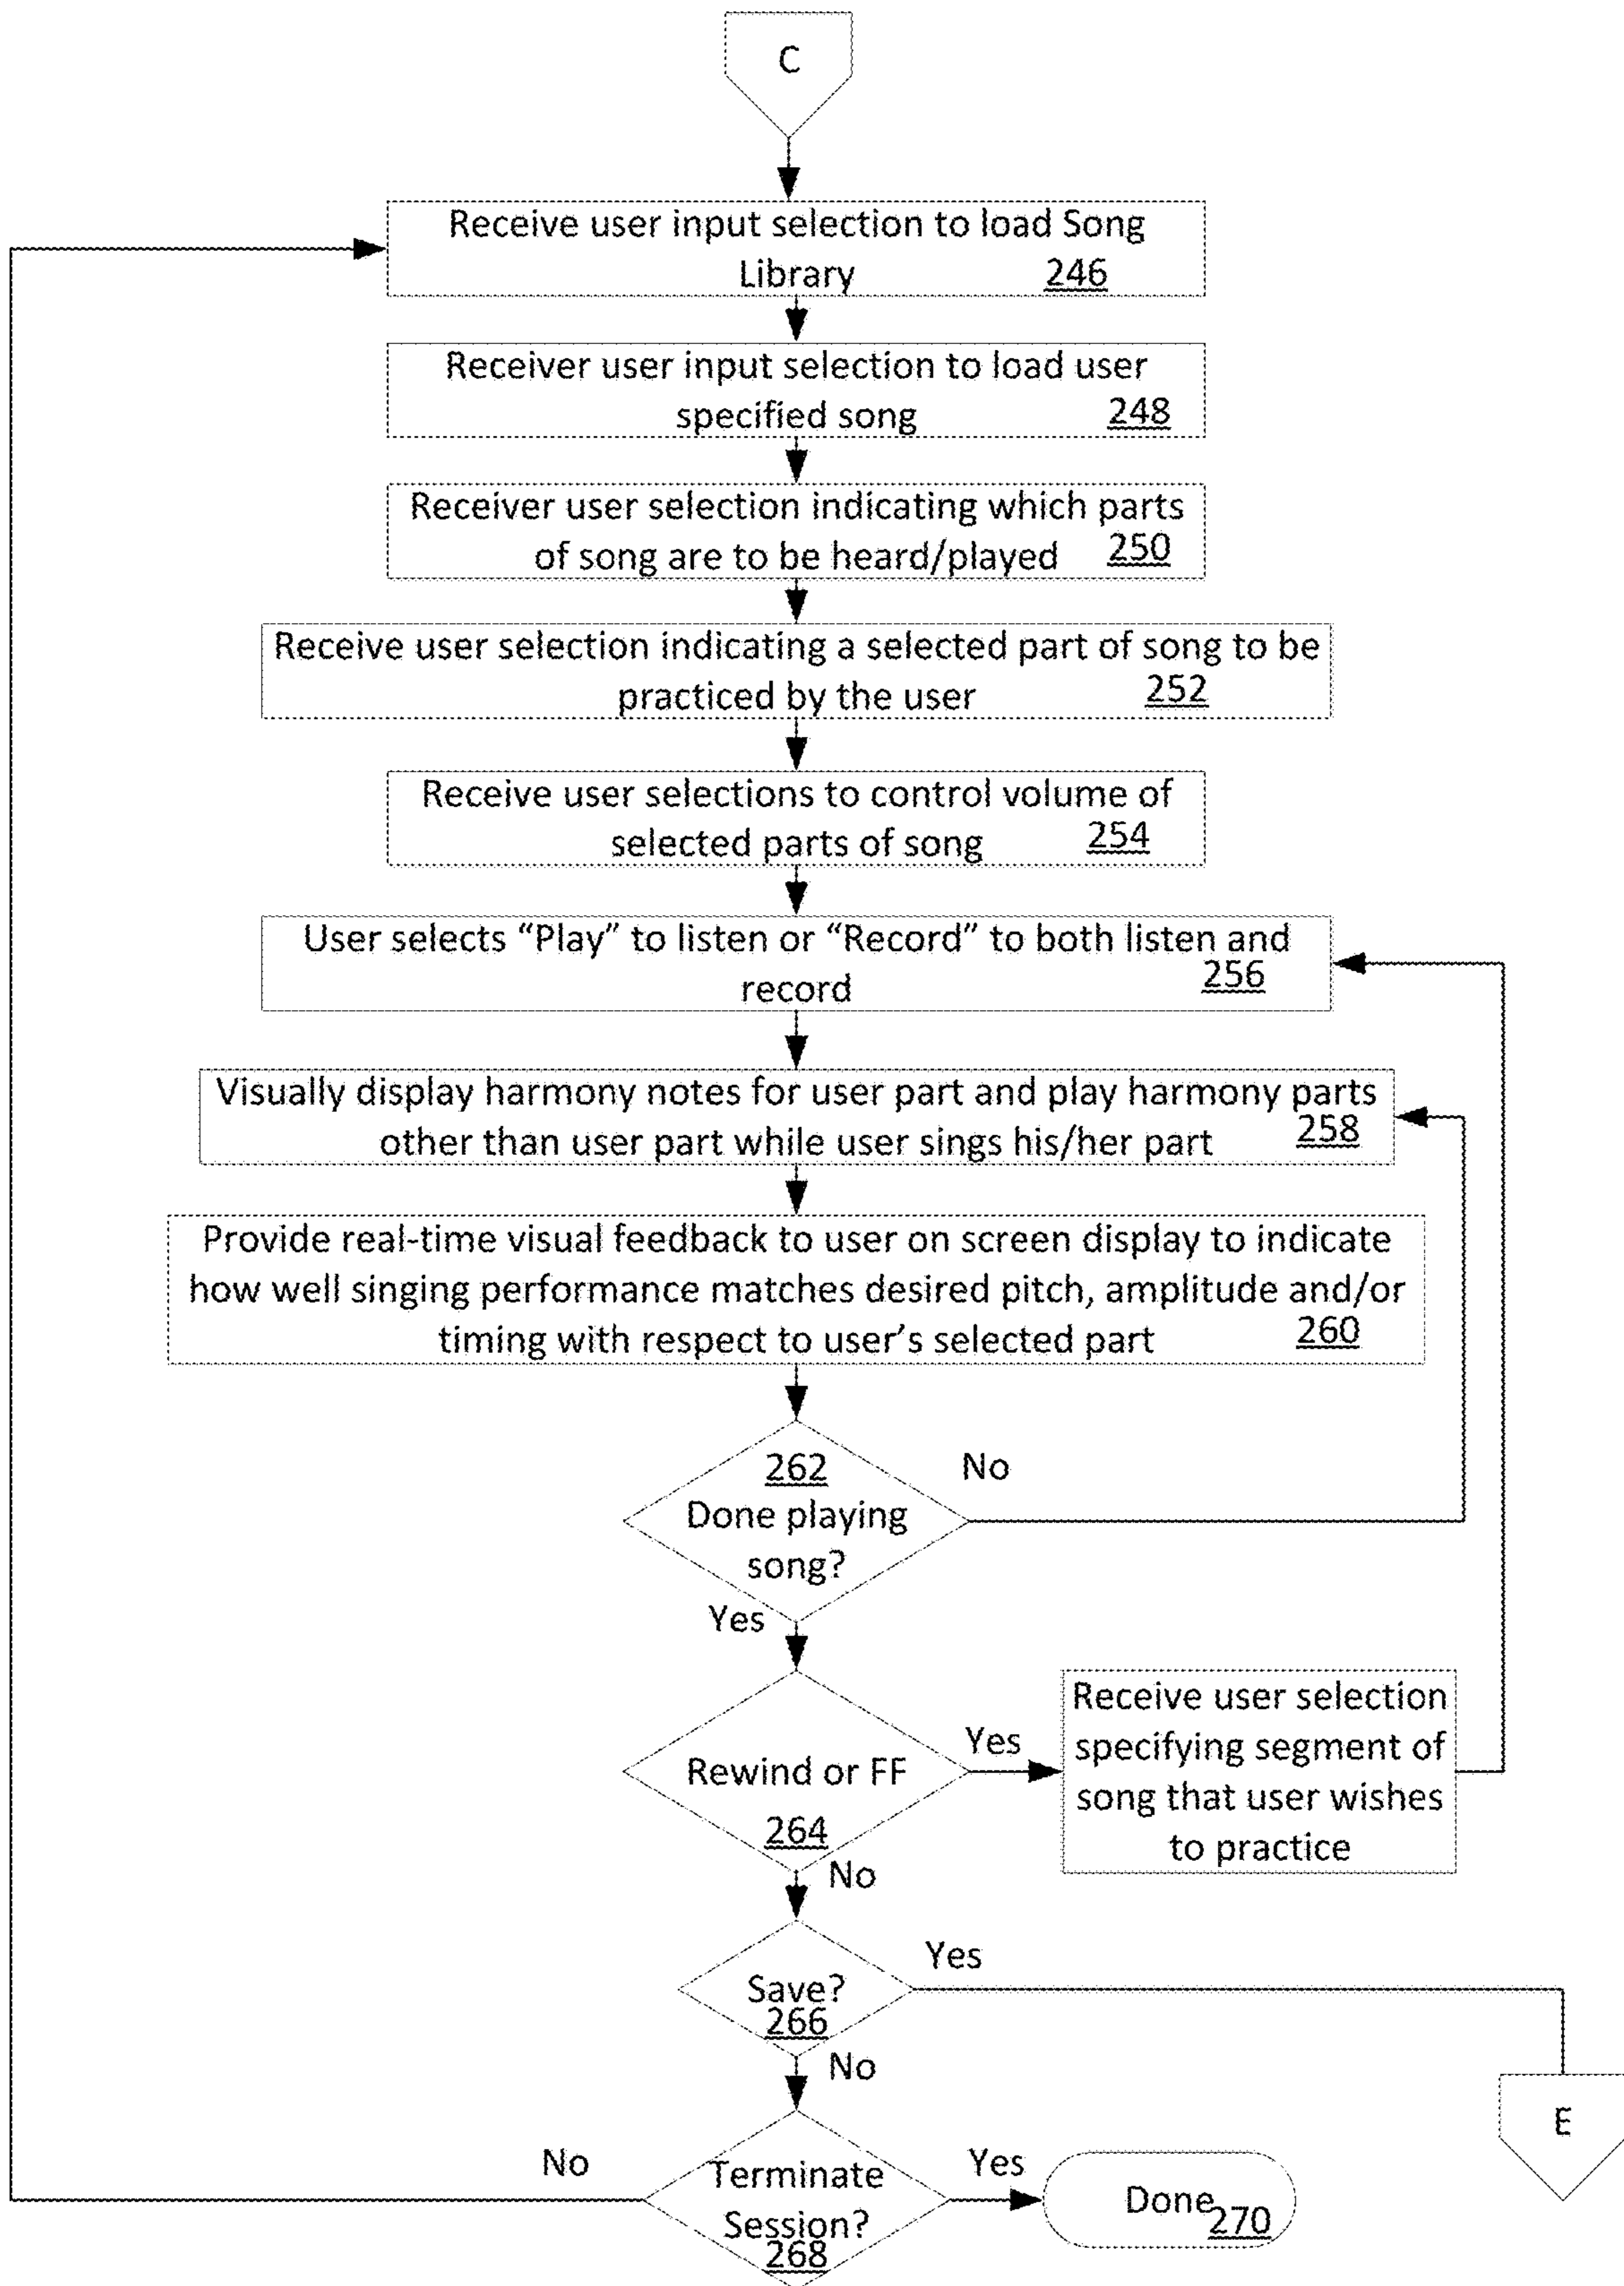 C
Receive user input selection to load Song
Library 246
Receiver user input selection to load user
specified song 248
Receiver user selection indicating which parts
of song are to be heard/played 250
Receive user selection indicating a selected part of song to be
practiced by the user 252
Receive user selections to control volume of
selected parts of song 254
User selects “Play” to listen or “Record” to both listen and
record 256
Visually display harmony notes for user part and play harmony parts
other than user part while user sings his/her part 258
Provide real-time visual feedback to user on screen display to indicate
how well singing performance matches desired pitch, amplitude and/or
timing with respect to user’s selected part 260
262
Done playing
song?
No
Yes
Rewind or FF
264
Yes
Receive user selection
specifying segment of
song that user wishes
to practice
No
Save?
266
Yes
E
No
Terminate
Session?
268
No
Yes
Done 270